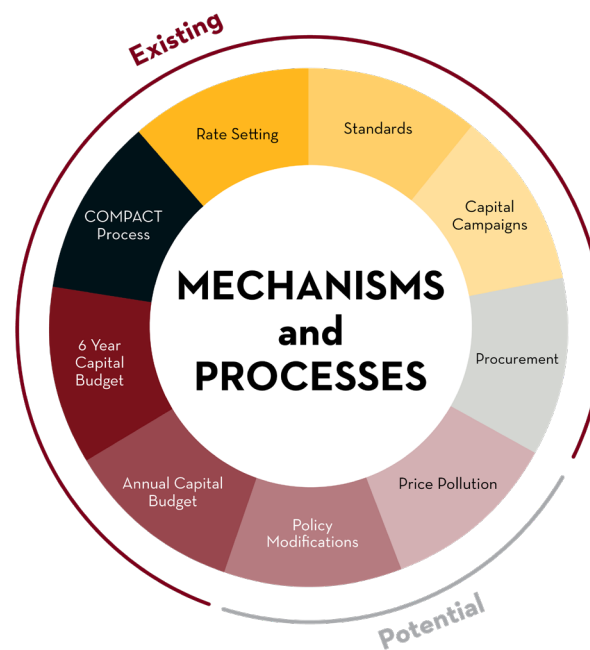 Existing
Rate Setting
Standards
Capital
Campaigns
COMPACT
Process
MECHANISMS
and
PROCESSES
6 Year
Capital
Budget
Procurement
Annual Capital
Budget
Price Pollution
Policy
Modifications
Potential